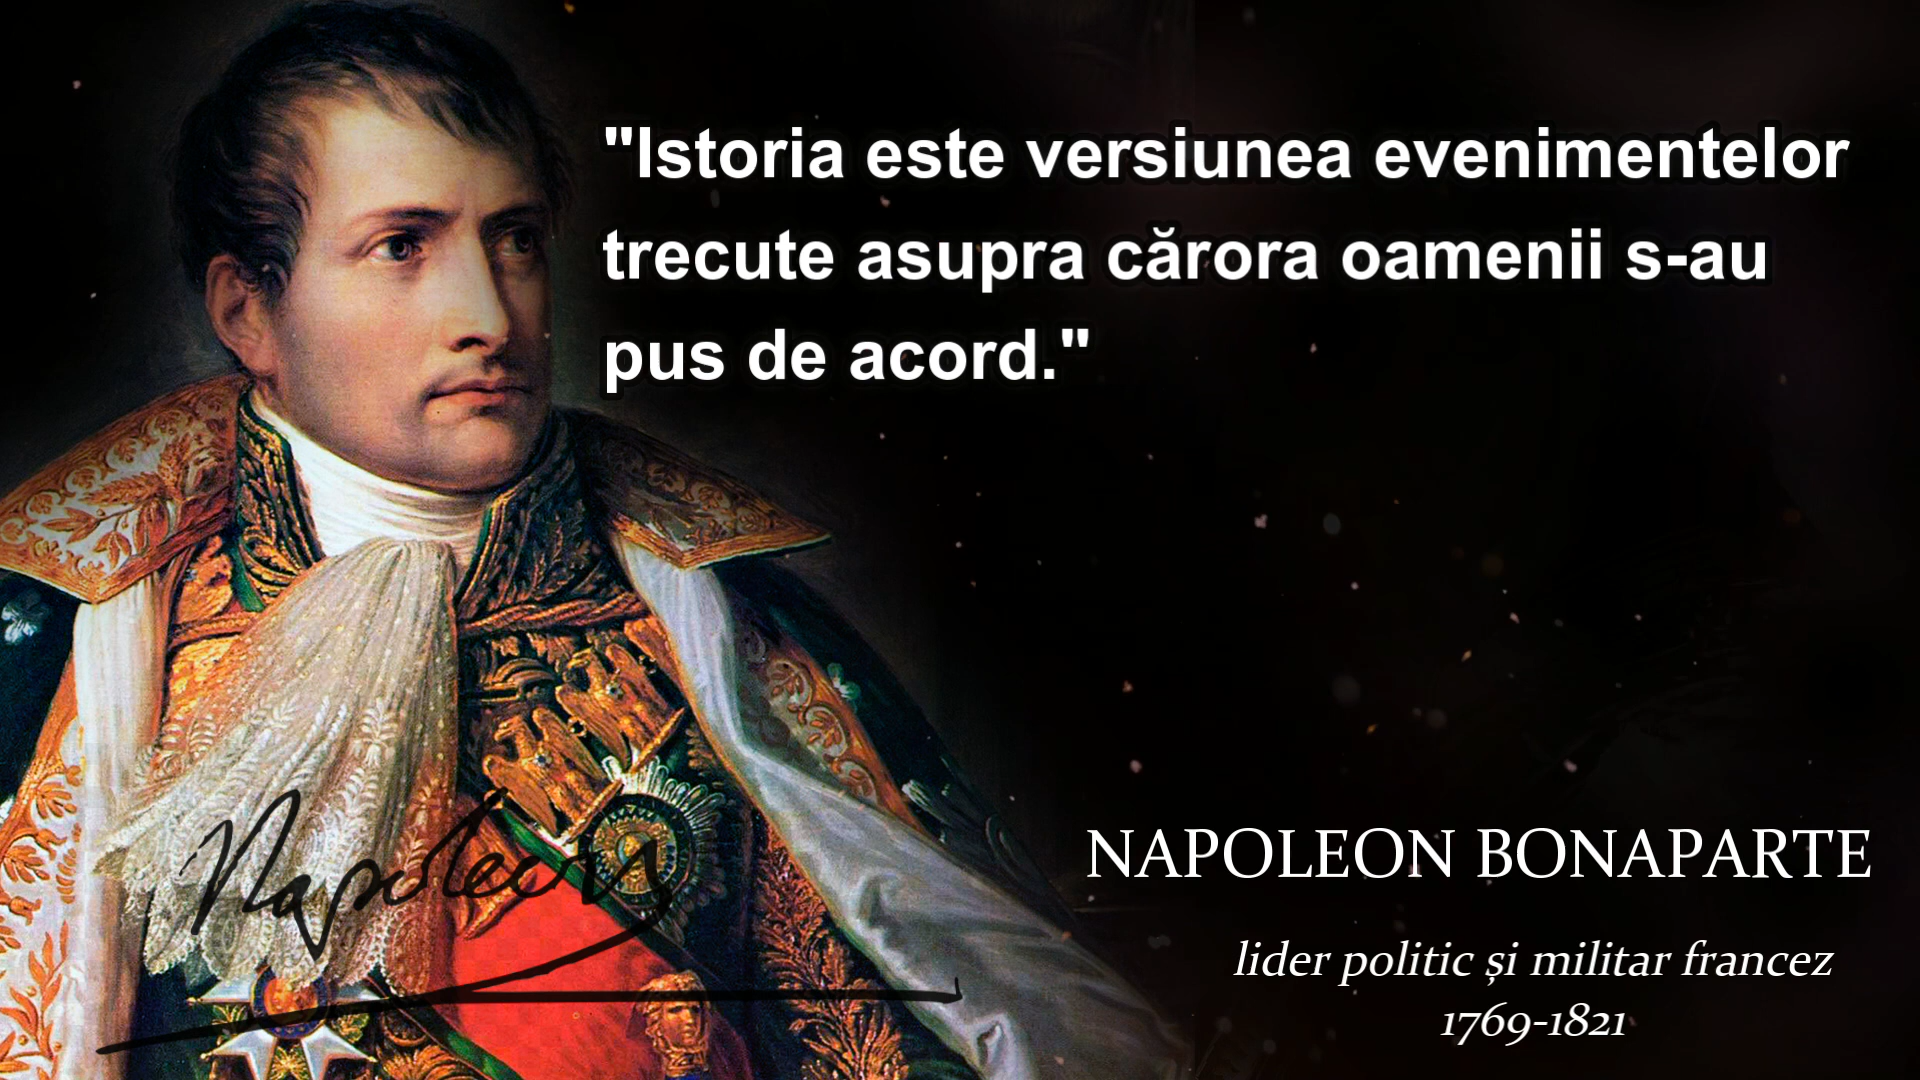 "Istoria este versiunea evenimentelor
trecute asupra cărora oamenii s-au
pus de acord."
Napoleon
NAPOLEON BONAPARTE
lider politic și militar francez
1769-1821